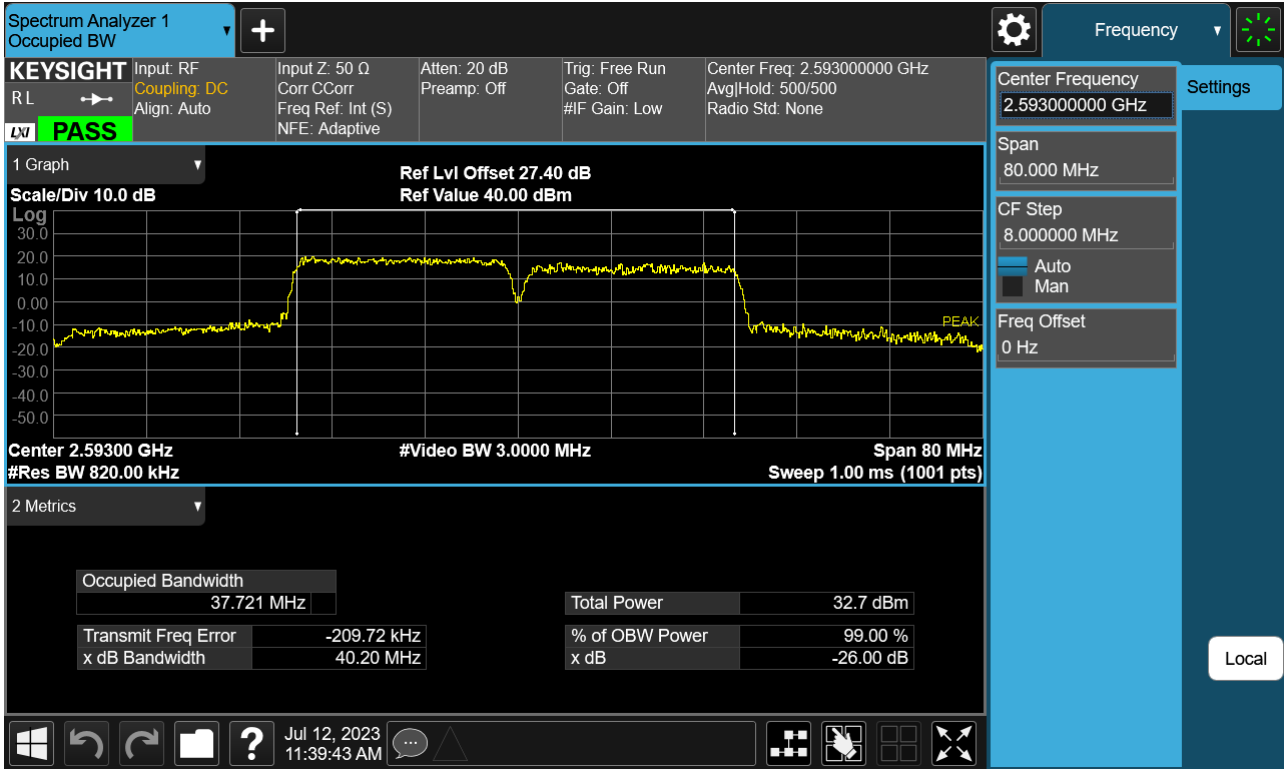 Spectrum Analyzer 1
Occupied BW
Frequency
KEYSIGHT
R L
LXI
PASS
Input: RF
Coupling: DC
Align: Auto
Input Z: 50 Ω
Corr CCorr
Freq Ref: Int (S)
NFE: Adaptive
Atten: 20 dB
Preamp: Off
Trig: Free Run
Gate: Off
#IF Gain: Low
Center Freq: 2.593000000 GHz
Avg|Hold: 500/500
Radio Std: None
1 Graph
Scale/Div 10.0 dB
Ref Lvl Offset 27.40 dB
Ref Value 40.00 dBm
Log
30.0
20.0
10.0
0.00
-10.0
-20.0
-30.0
-40.0
-50.0
PEAK
Center 2.59300 GHz
#Video BW 3.0000 MHz
Span 80 MHz
#Res BW 820.00 kHz
Sweep 1.00 ms (1001 pts)
2 Metrics
Occupied Bandwidth
37.721 MHz
Total Power 32.7 dBm
Transmit Freq Error -209.72 kHz
% of OBW Power 99.00 %
x dB Bandwidth 40.20 MHz
x dB -26.00 dB
Center Frequency
2.593000000 GHz
Span
80.000 MHz
CF Step
8.000000 MHz
Auto
Man
Freq Offset
0 Hz
Settings
Local
?
Jul 12, 2023
11:39:43 AM